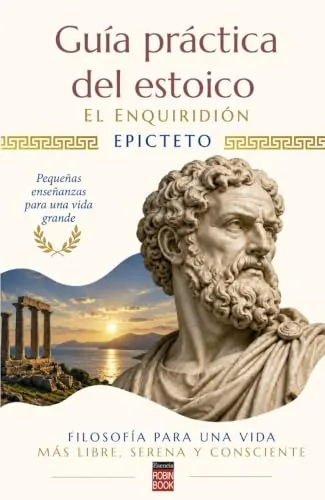 Guía práctica
del estoico
EL ENQUIRIDIÓN
EPICTETO
Pequeñas
enseñanzas
para una vida
grande
FILOSOFÍA PARA UNA VIDA
MÁS LIBRE, SERENA Y CONSCIENTE
Esencia
ROBIN
BOOK